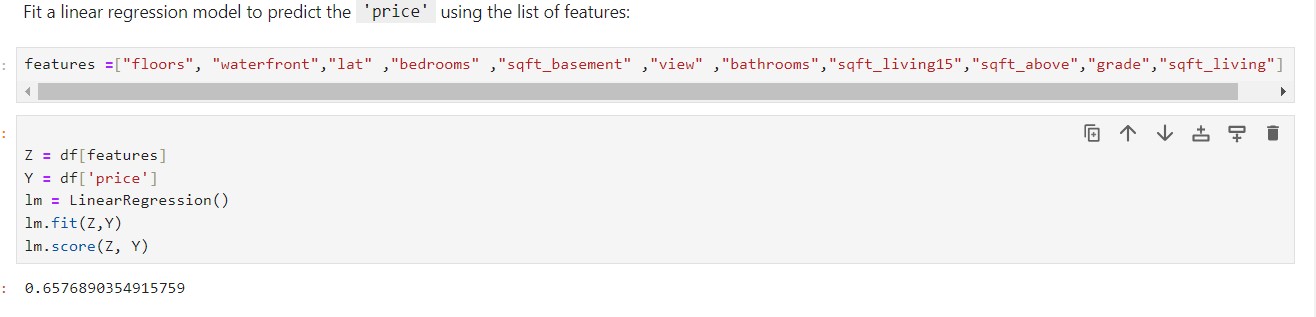 Fit a linear regression model to predict the 'price' using the list of features:
: features =["floors", "waterfront","lat" ,"bedrooms" ,"sqft_basement" ,"view" ,"bathrooms","sqft_living15","sqft_above","grade","sqft_living"]
:
Z = df[features]
Y = df['price']
lm = LinearRegression()
lm.fit(Z,Y)
lm.score(Z, Y)
: 0.6576890354915759